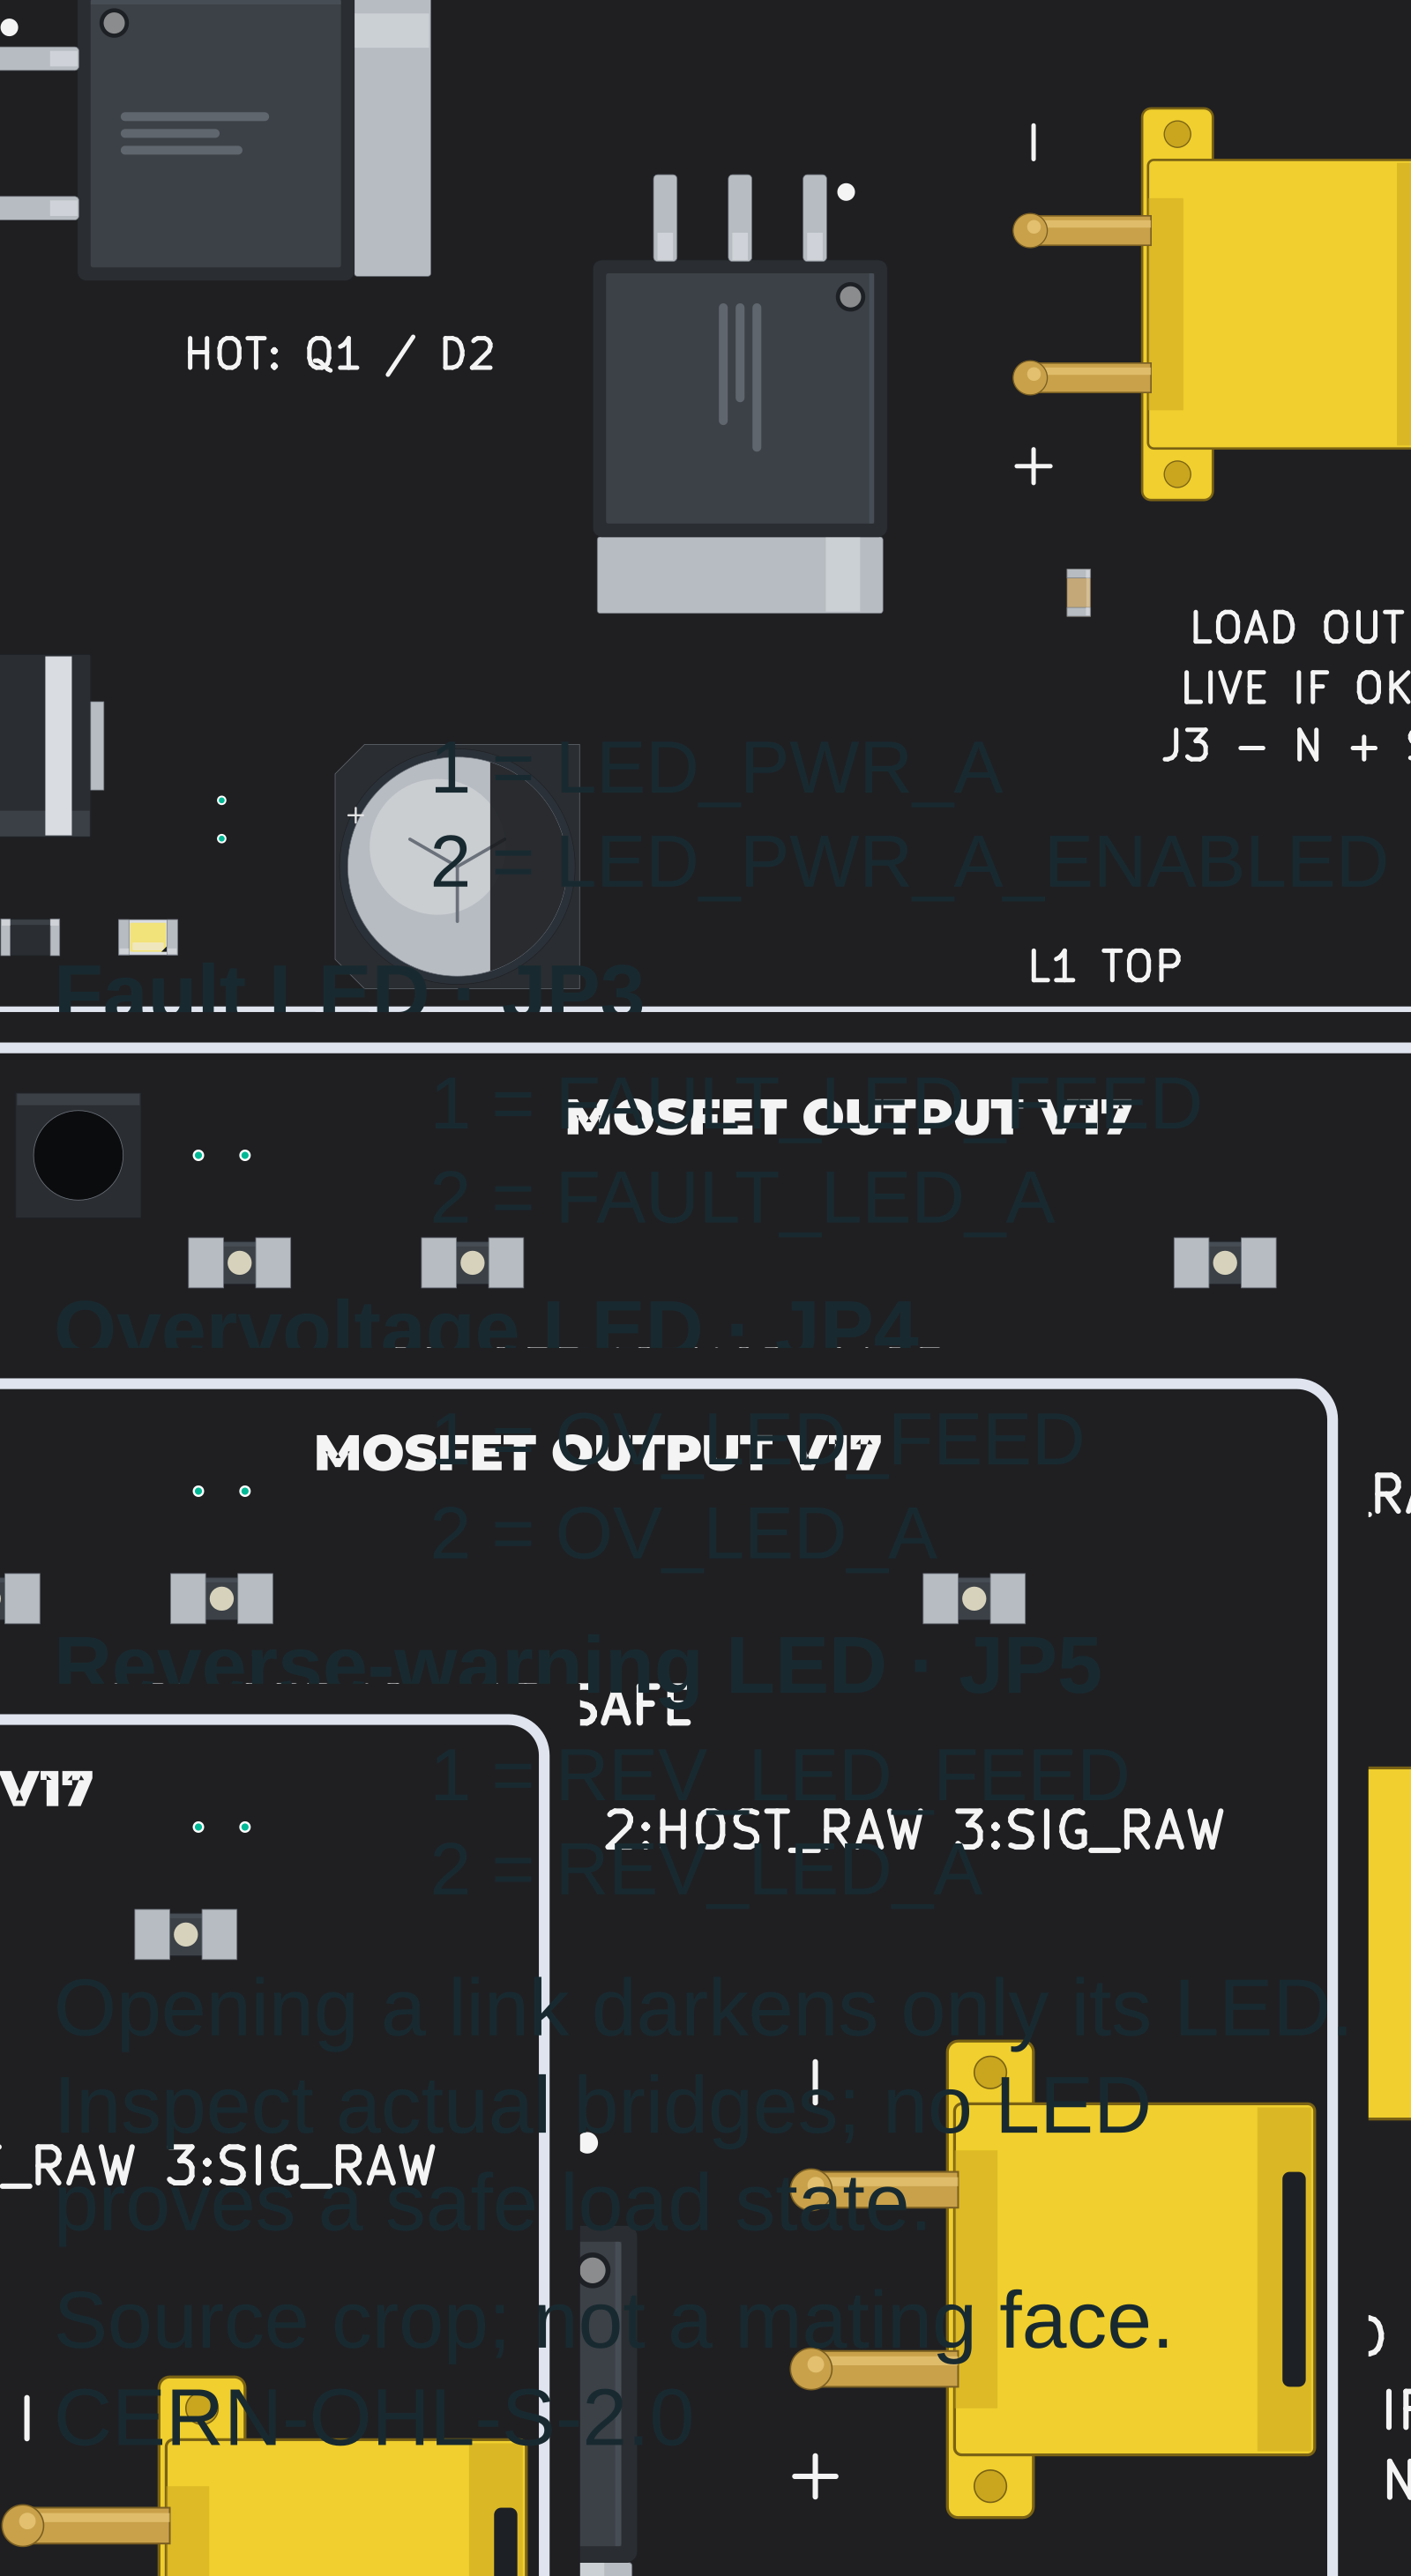 HOT: Q1 / D2
LOAD OUT
LIVE IF OK
J3 – N +
1 = LED_PWR_A
2 = LED_PWR_A_ENABLED
L1 TOP
Fault LED · JP3
1 = FAULT_LED_FEED
MOSFET OUTPUT V17
2 = FAULT_LED_A
Overvoltage LED · JP4
1 = OV_LED_FEED
MOSFET OUTPUT V17
2 = OV_LED_A
Reverse-warning LED · JP5
SAFE
1 = REV_LED_FEED
V17
2:HOST_RAW 3:SIG_RAW
2 = REV_LED_A
Opening a link darkens only its LED.
Inspect actual bridges; no LED
_RAW 3:SIG_RAW
proves a safe load state.
Source crop; not a mating face.
CERN-OHL-S-2.0